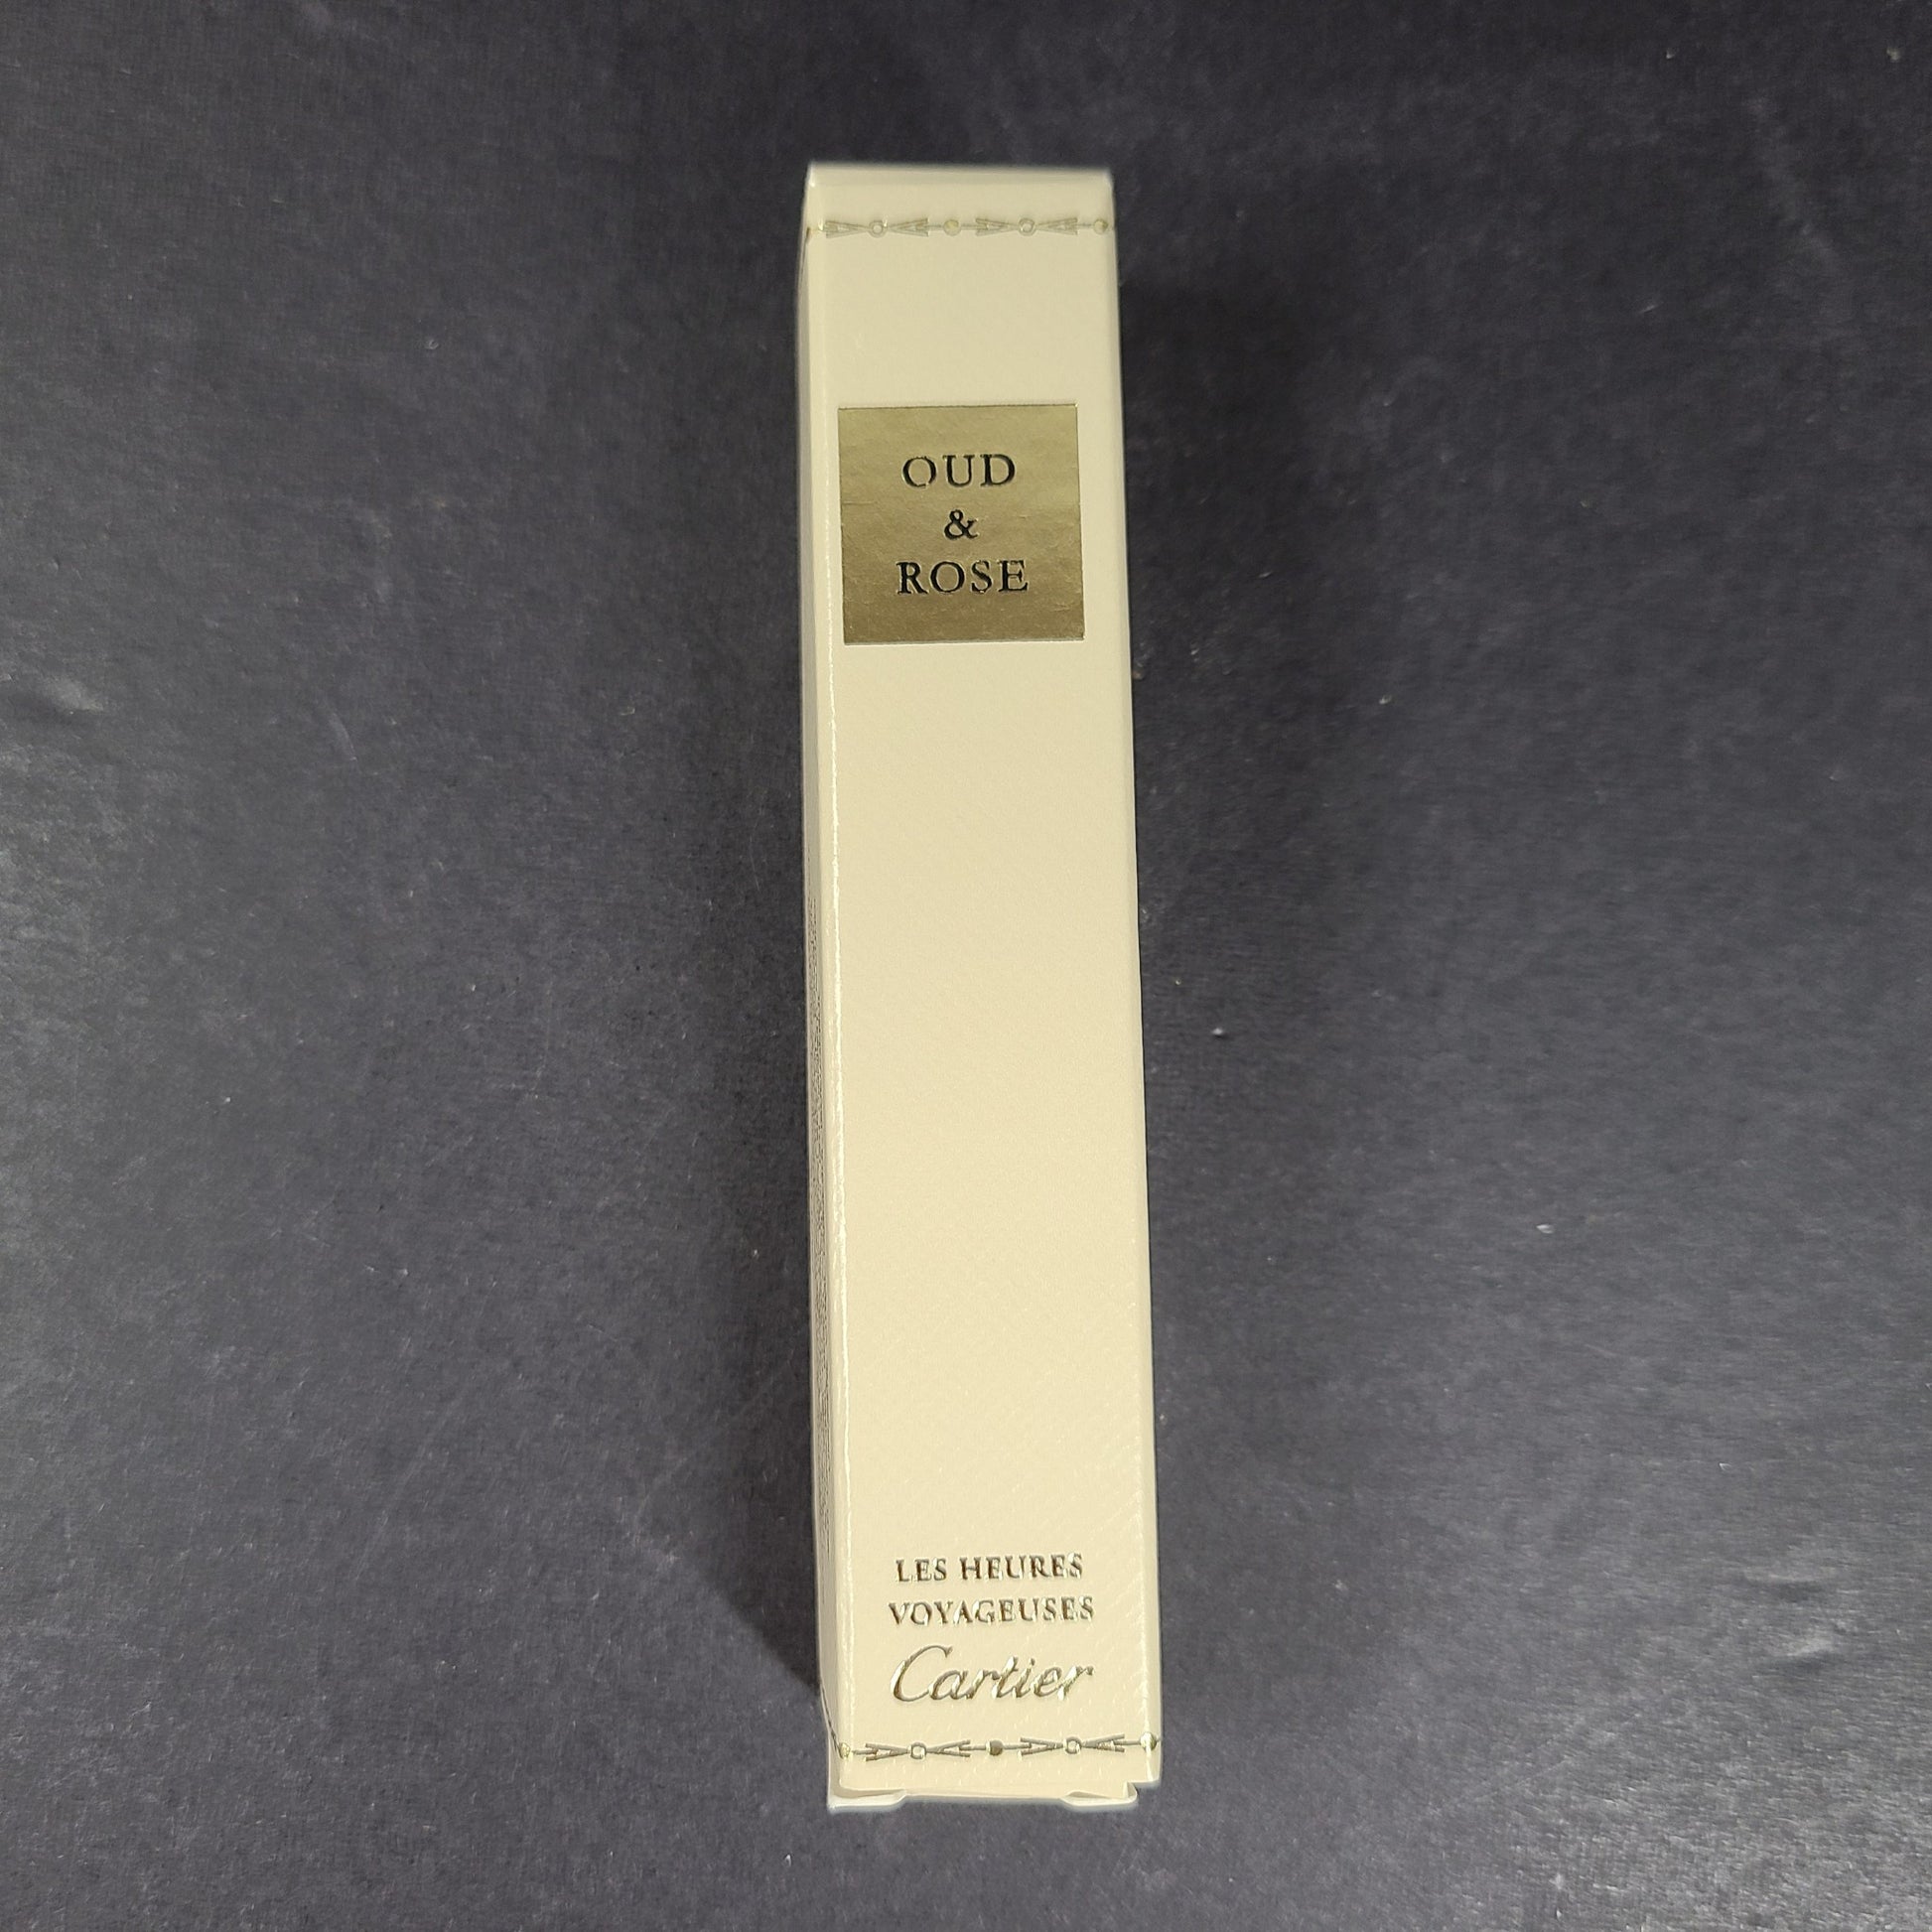 OUD
&
ROSE
LES HEURES
VOYAGEUSES
Cartier